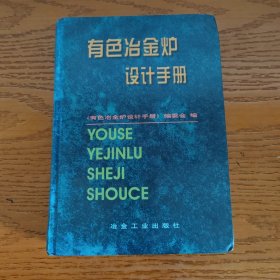 有色冶金炉
设计手册
《有色冶金炉设计手册》编委会 编
YOUSE
YEJINLU
SHEJI
SHOUCE
冶金工业出版社